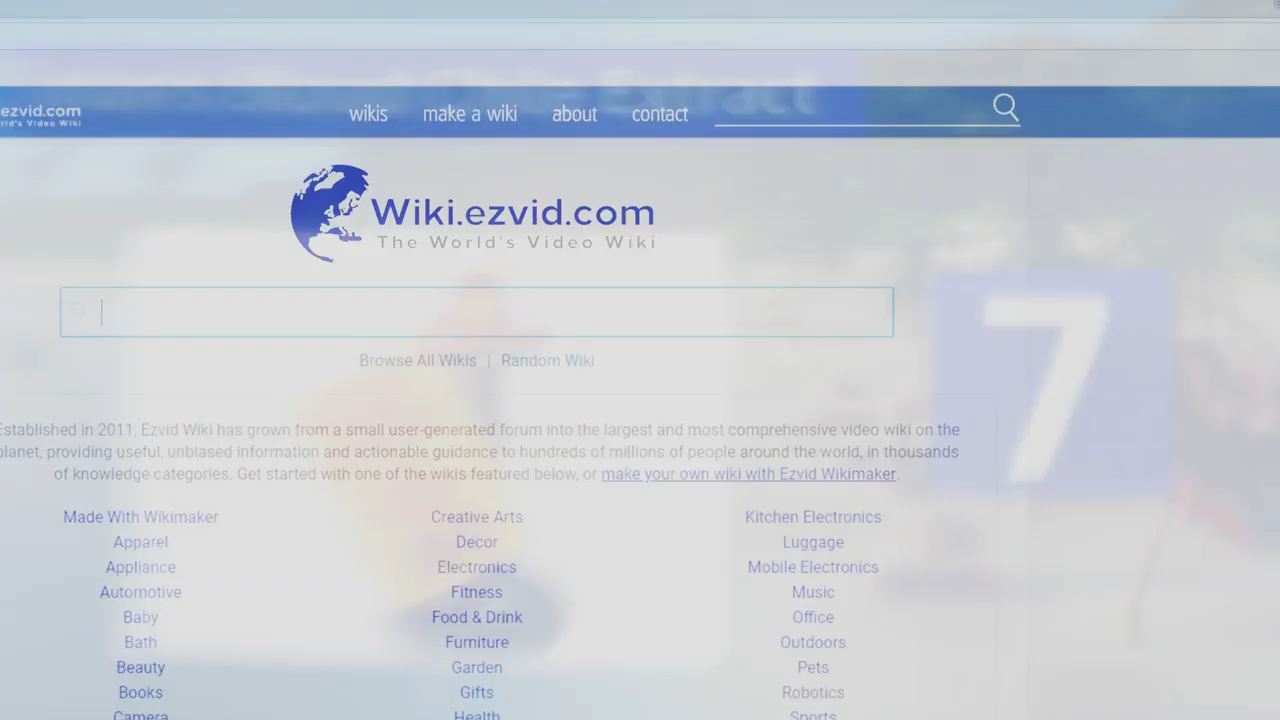 ezvid.com
wikis make a wiki about contact
Wiki.ezvid.com
The World's Video Wiki
Browse All Wikis | Random Wiki
Established in 2011, Ezvid Wiki has grown from a small user-generated forum into the largest and most comprehensive video wiki on the
planet, providing useful, unbiased information and actionable guidance to hundreds of millions of people around the world, in thousands
of knowledge categories. Get started with one of the wikis featured below, or make your own wiki with Ezvid Wikimaker.
7
Made With Wikimaker Creative Arts Kitchen Electronics
Apparel Decor Luggage
Appliance Electronics Mobile Electronics
Automotive Fitness Music
Baby Food & Drink Office
Bath Furniture Outdoors
Beauty Garden Pets
Books Gifts Robotics
Camera Health Sports